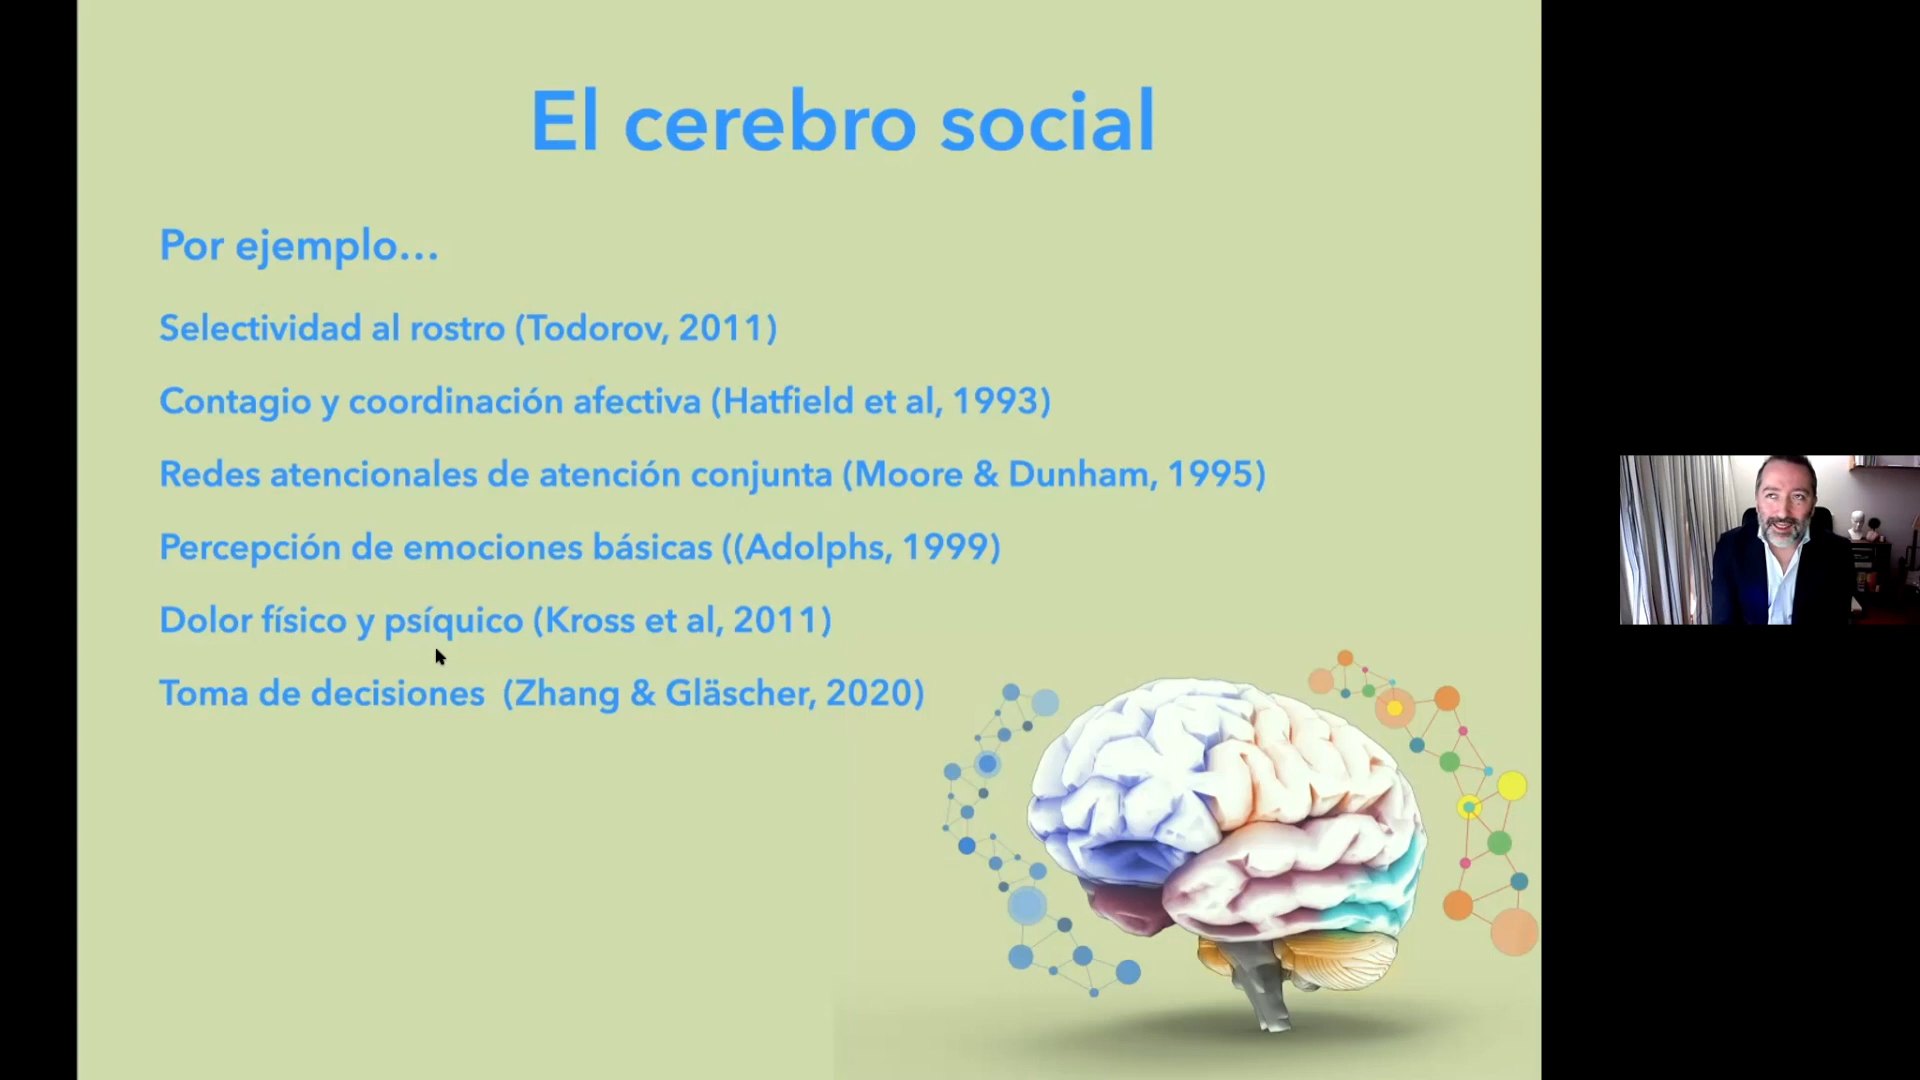 El cerebro social
Por ejemplo...
Selectividad al rostro (Todorov, 2011)
Contagio y coordinación afectiva (Hatfield et al, 1993)
Redes atencionales de atención conjunta (Moore & Dunham, 1995)
Percepción de emociones básicas ((Adolphs, 1999)
Dolor físico y psíquico (Kross et al, 2011)
Toma de decisiones  (Zhang & Gläscher, 2020)